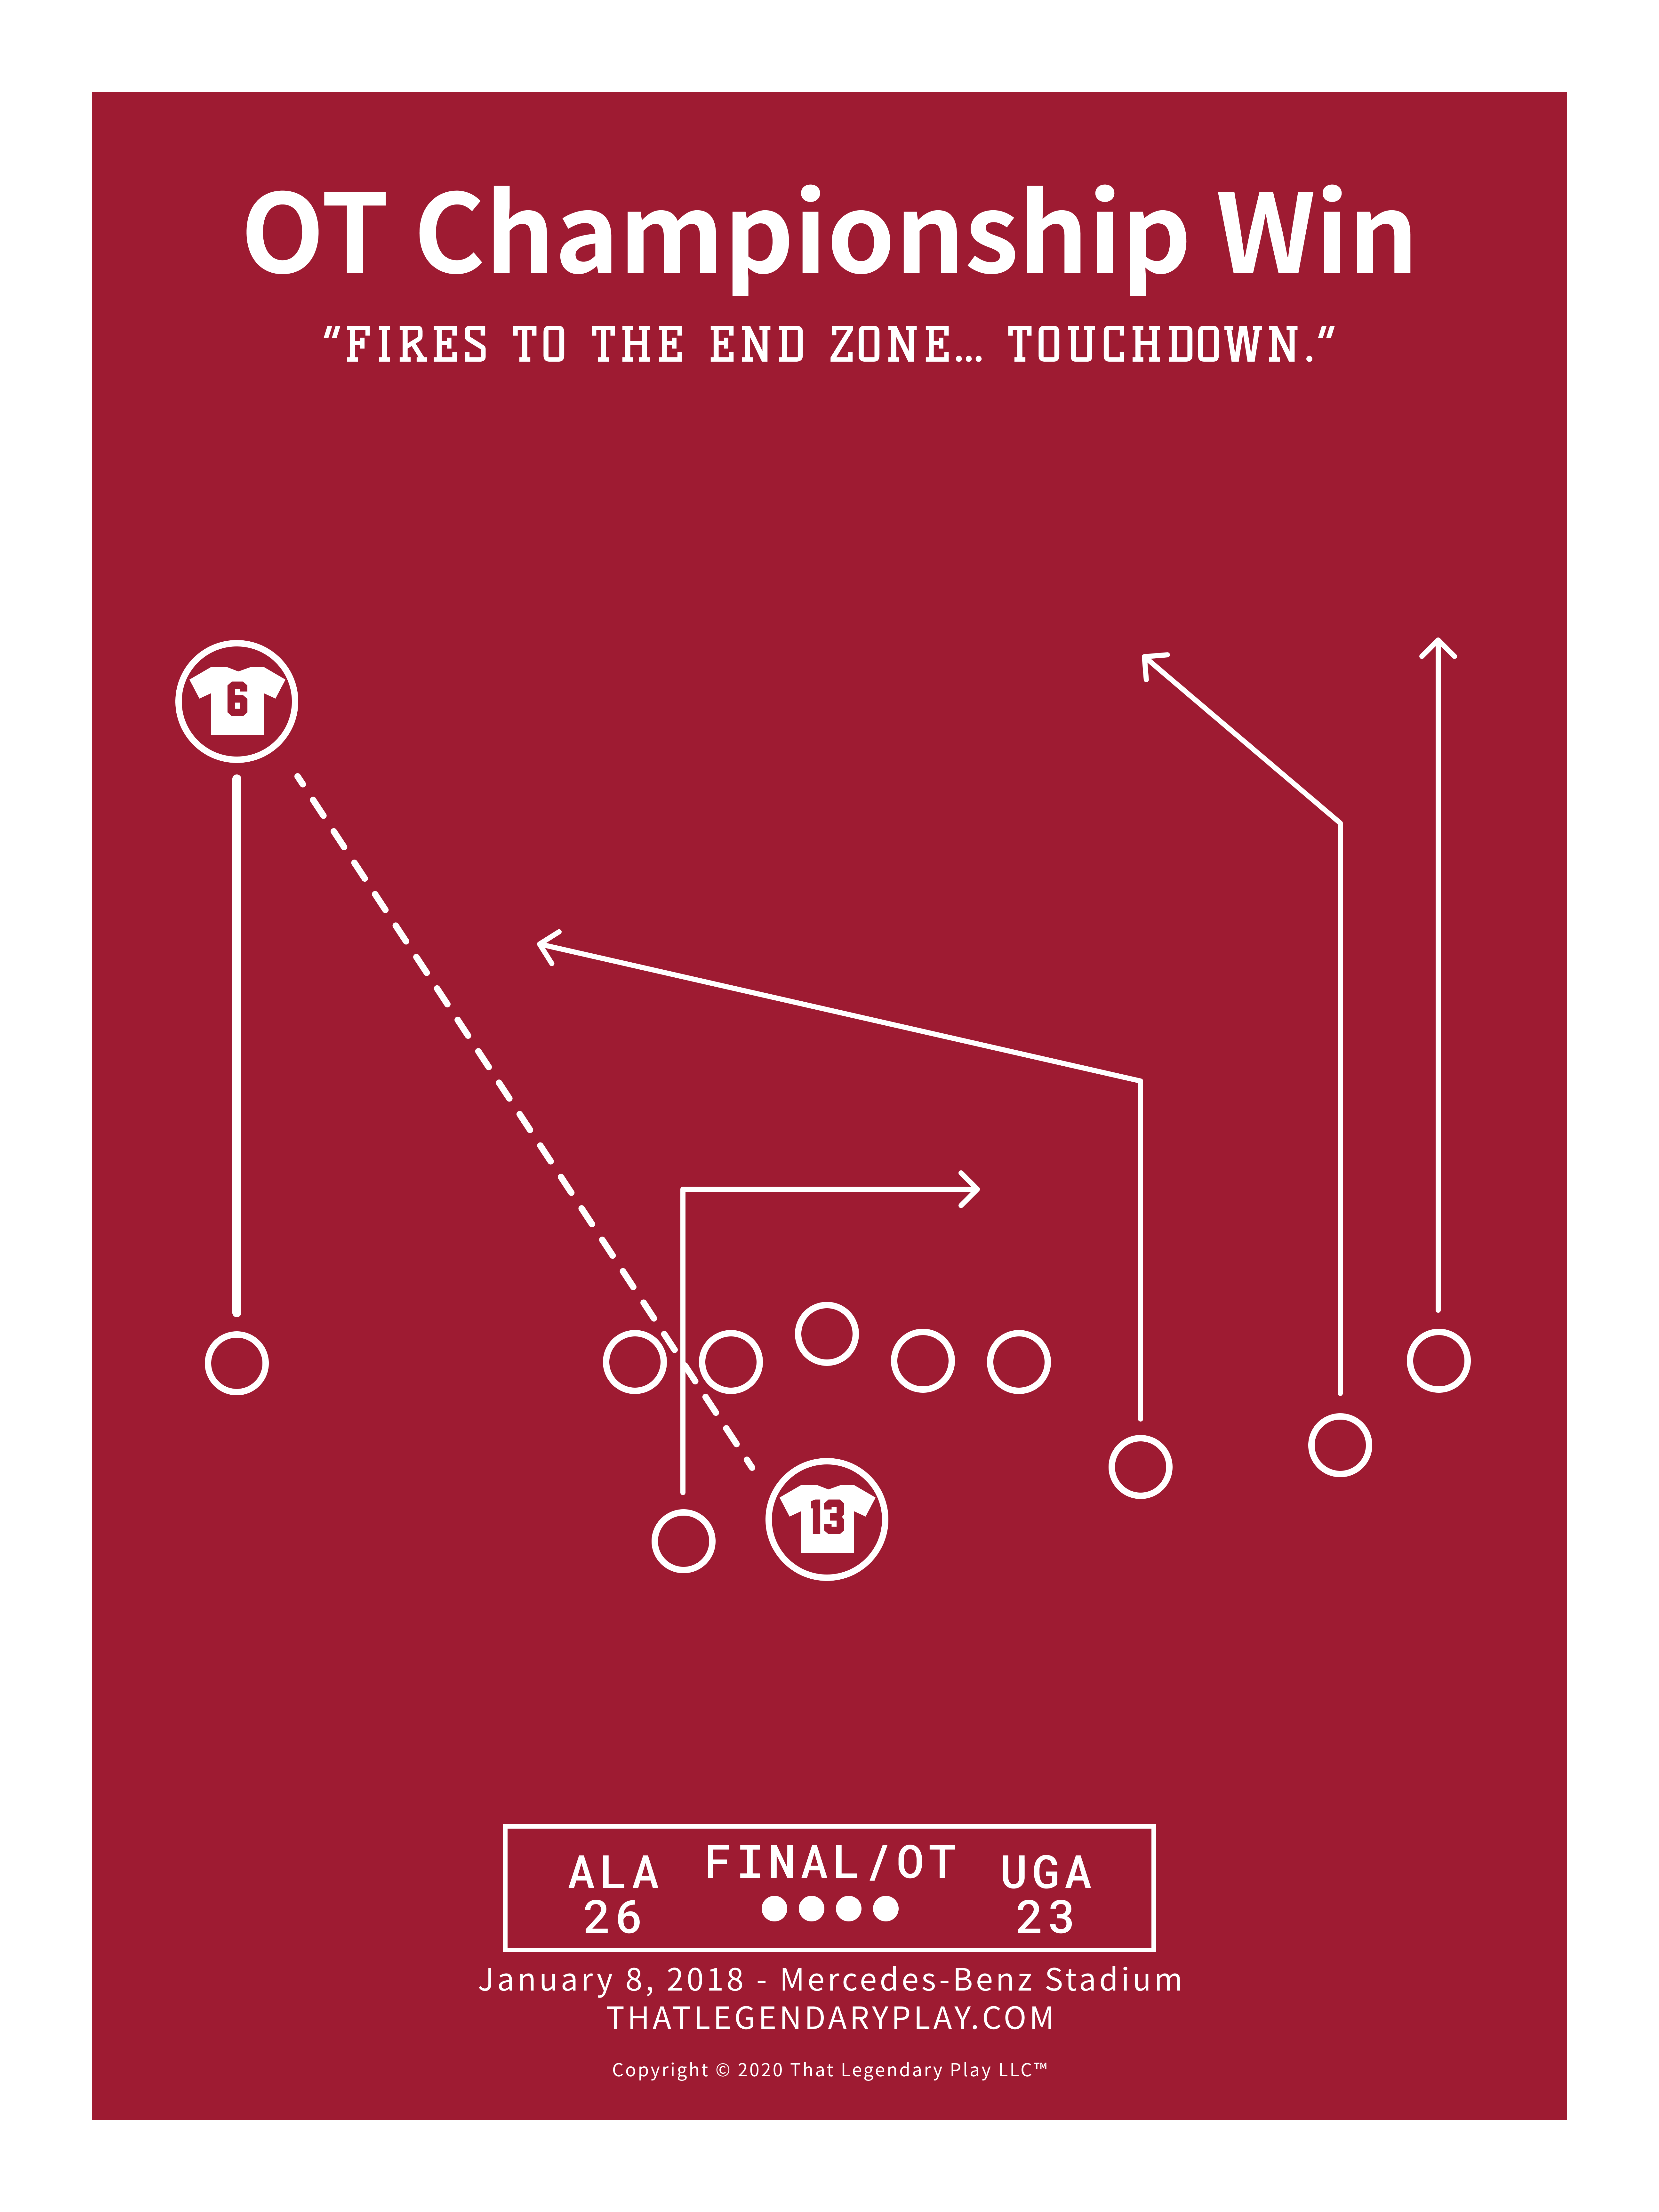 OT Championship Win
"FIRES TO THE END ZONE... TOUCHDOWN."
6
13
ALA FINAL/OT UGA
26 23
January 8, 2018 - Mercedes-Benz Stadium
THATLEGENDARYPLAY.COM
Copyright © 2020 That Legendary Play LLC™